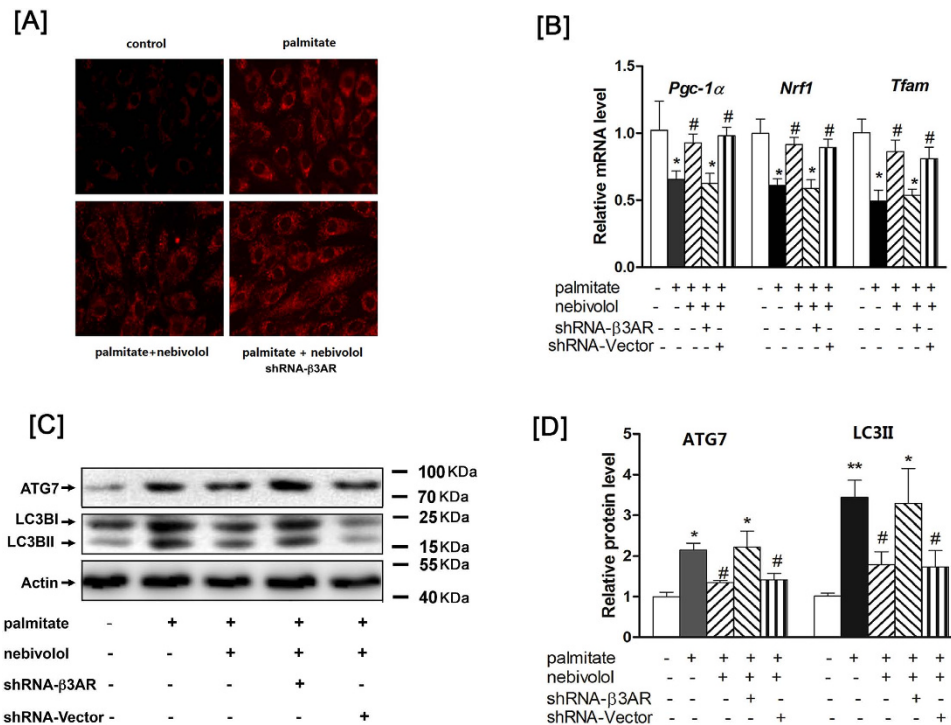 [A]
control palmitate
palmitate+nebivolol palmitate + nebivolol
shRNA-β3AR
[B]
Relative mRNA level
1.5
1.0
0.5
0.0
Pgc-1α Nrf1 Tfam
# # # # # #
* * * * * *
palmitate - + + + + - + + + + - + + + +
nebivolol - - + + + - - + + + - - + + +
shRNA-β3AR - - - + - - - - + - - - - + -
shRNA-Vector - - - - + - - - - + - - - - +
[C]
ATG7
LC3BI
LC3BII
Actin
100 KDa
70 KDa
25 KDa
15 KDa
55 KDa
40 KDa
palmitate - + + + +
nebivolol - - + + +
shRNA-β3AR - - - + -
shRNA-Vector - - - - +
[D]
Relative protein level
5
4
3
2
1
0
ATG7 LC3II
* # * # ** # * #
palmitate - + + + + - + + + +
nebivolol - - + + + - - + + +
shRNA-β3AR - - - + - - - - + -
shRNA-Vector - - - - + - - - - +